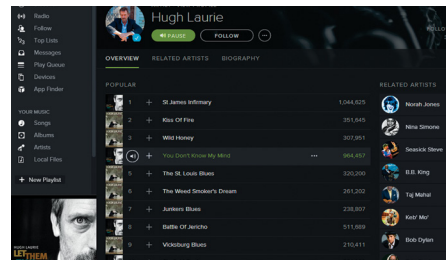 Radio
Follow
Top Lists
Messages
Play Queue
Devices
App Finder
YOUR MUSIC
Songs
Albums
Artists
Local Files
+ New Playlist
HUGH LAURIE
LET THEM
Hugh Laurie
PAUSE
FOLLOW
OVERVIEW RELATED ARTISTS BIOGRAPHY
POPULAR
1 + St James Infirmary 1,044,625
2 + Kiss Of Fire 351,645
3 + Wild Honey 307,951
+ You Don't Know My Mind ••• 964,457
5 + The St. Louis Blues 320,200
6 + The Weed Smoker's Dream 261,202
7 + Junkers Blues 238,807
8 + Battle Of Jericho 511,669
9 + Vicksburg Blues 210,411
RELATED ARTISTS
Norah Jones
Nina Simone
Seasick Steve
B.B. King
Taj Mahal
Keb' Mo'
Bob Dylan